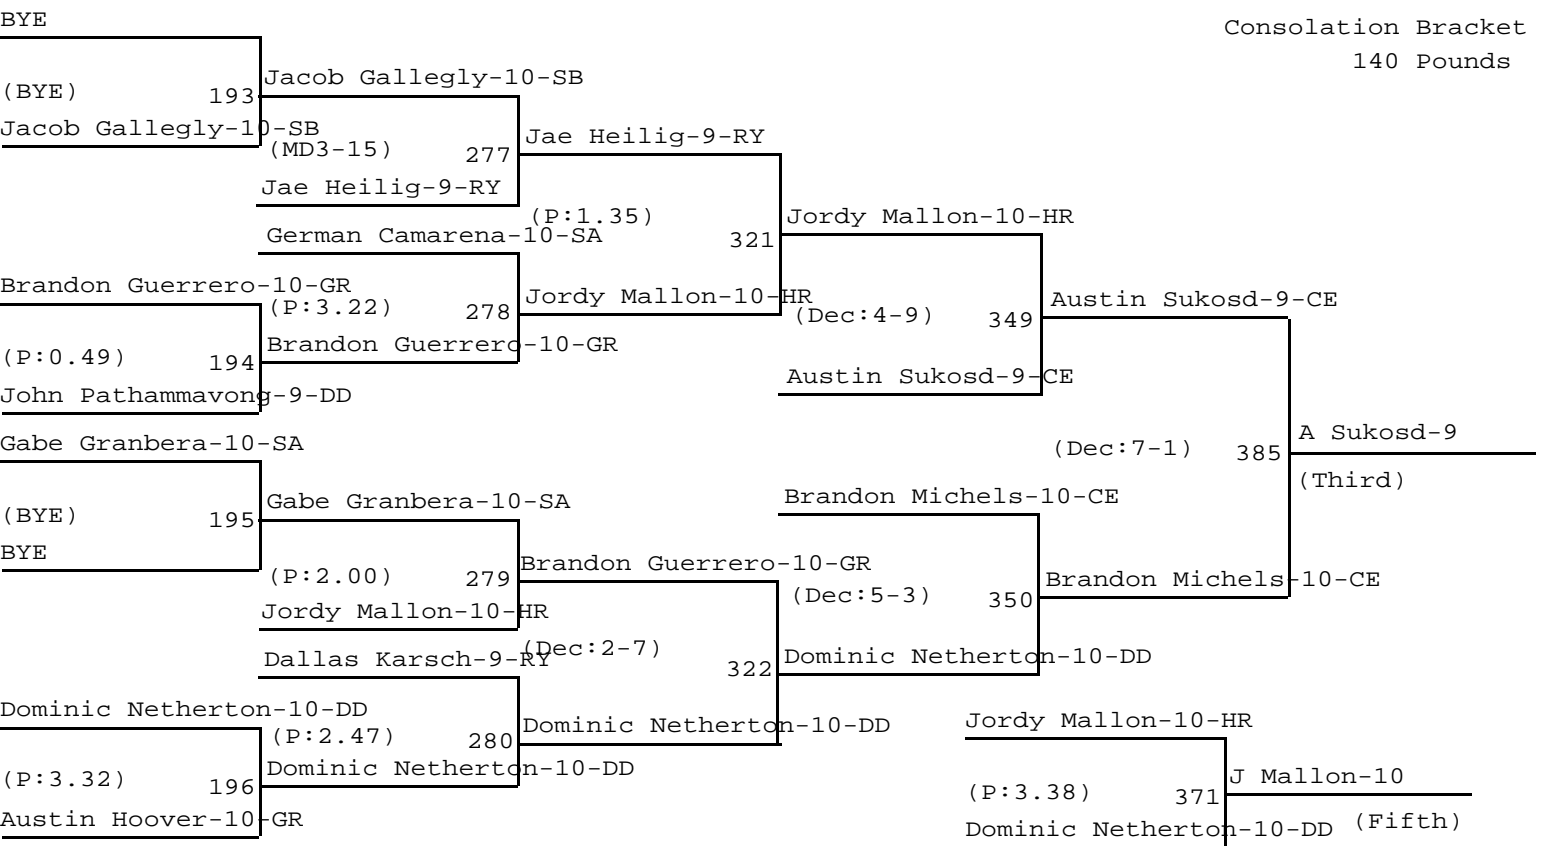 BYE
Consolation Bracket
140 Pounds
Jacob Gallegly-10-SB
(BYE) 193
Jacob Gallegly-10-SB
Jae Heilig-9-RY
(MD3-15) 277
Jae Heilig-9-RY
(P:1.35)
Jordy Mallon-10-HR
German Camarena-10-SA
321
Brandon Guerrero-10-GR
Jordy Mallon-10-HR
Austin Sukosd-9-CE
(P:3.22) 278
(Dec:4-9) 349
Brandon Guerrero-10-GR
(P:0.49) 194
Austin Sukosd-9-CE
John Pathammavong-9-DD
Gabe Granbera-10-SA
A Sukosd-9
(Dec:7-1) 385
(Third)
Gabe Granbera-10-SA
Brandon Michels-10-CE
(BYE) 195
BYE
Brandon Guerrero-10-GR
(P:2.00) 279
Brandon Michels-10-CE
(Dec:5-3) 350
Jordy Mallon-10-HR
(Dec:2-7)
Dallas Karsch-9-RY
Dominic Netherton-10-DD
322
Dominic Netherton-10-DD
Dominic Netherton-10-DD
Jordy Mallon-10-HR
(P:2.47) 280
Dominic Netherton-10-DD
(P:3.32) 196
J Mallon-10
(P:3.38) 371
Austin Hoover-10-GR
Dominic Netherton-10-DD
(Fifth)